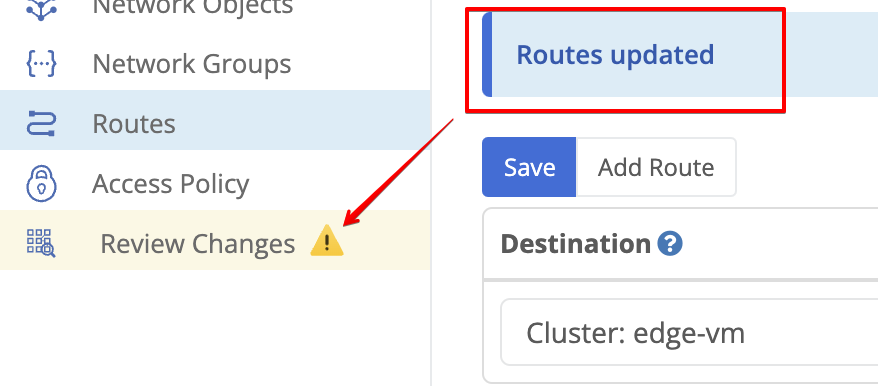 Network Objects
Network Groups
Routes
Access Policy
Review Changes
Routes updated
Save
Add Route
Destination
Cluster: edge-vm